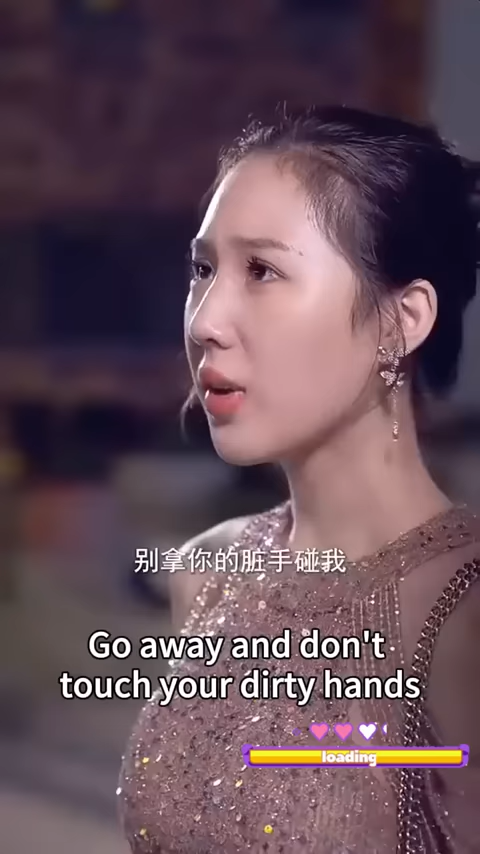 别拿你的脏手碰我
Go away and don't
touch your dirty hands
loading